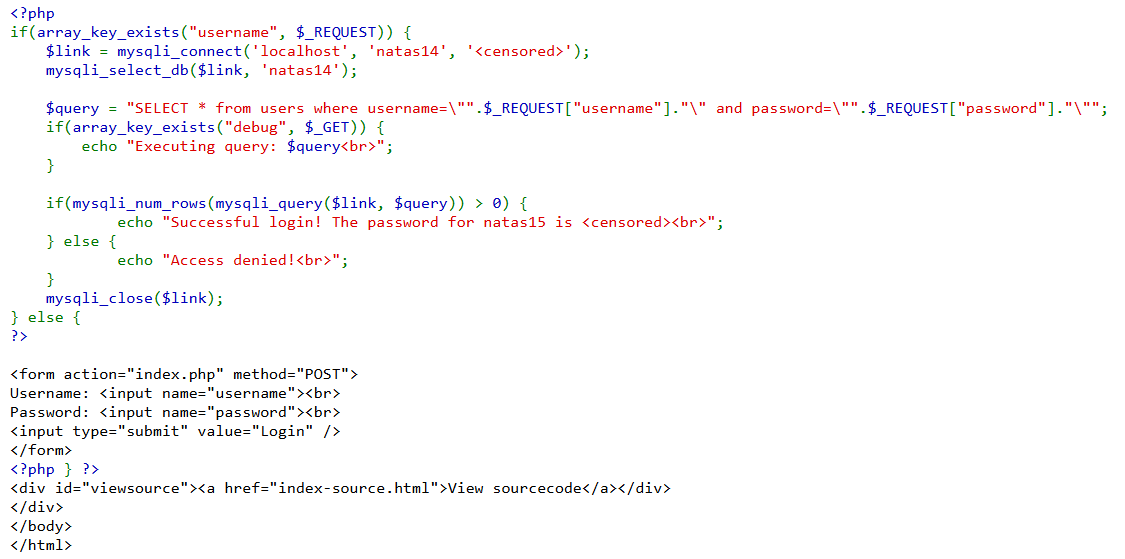 <?php
if(array_key_exists("username", $_REQUEST)) {
    $link = mysqli_connect('localhost', 'natas14', '<censored>');
    mysqli_select_db($link, 'natas14');

    $query = "SELECT * from users where username=\"".$_REQUEST["username"]."\" and password=\"".$_REQUEST["password"]."\"";
    if(array_key_exists("debug", $_GET)) {
        echo "Executing query: $query<br>";
    }

    if(mysqli_num_rows(mysqli_query($link, $query)) > 0) {
            echo "Successful login! The password for natas15 is <censored><br>";
    } else {
            echo "Access denied!<br>";
    }
    mysqli_close($link);
} else {
?>

<form action="index.php" method="POST">
Username: <input name="username"><br>
Password: <input name="password"><br>
<input type="submit" value="Login" />
</form>
<?php } ?>
<div id="viewsource"><a href="index-source.html">View sourcecode</a></div>
</div>
</body>
</html>